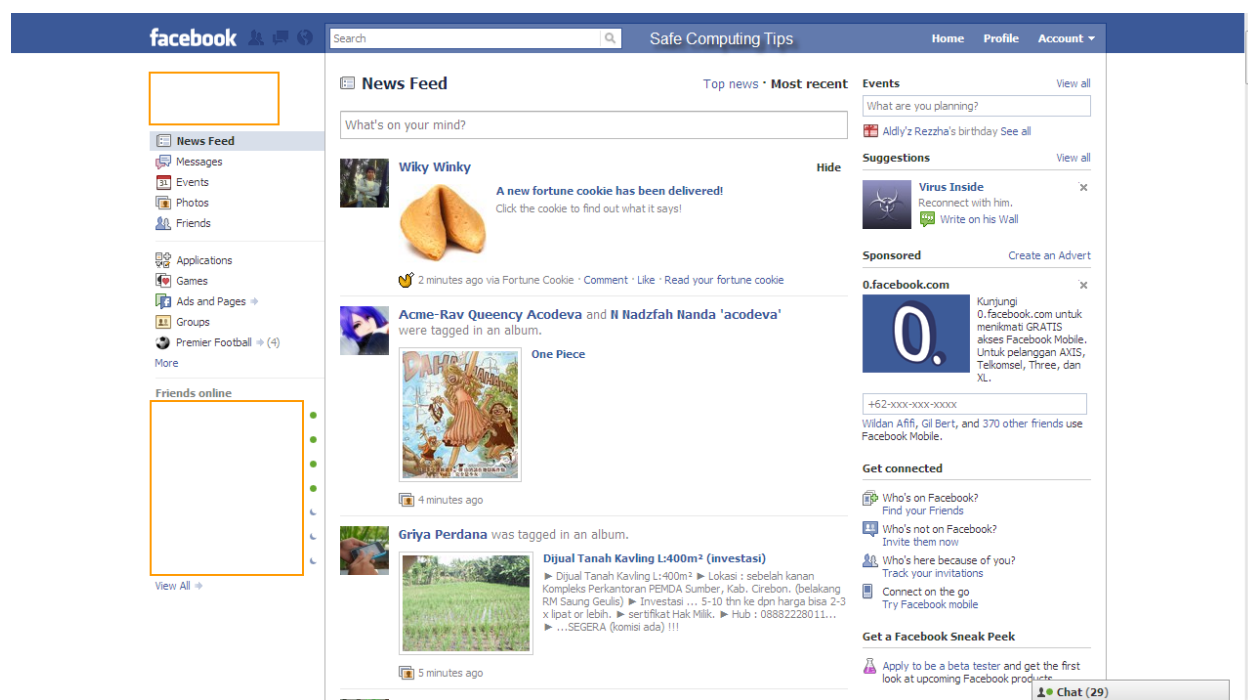 facebook
Search
Safe Computing Tips
Home Profile Account
News Feed
Messages
31 Events
Photos
Friends
Applications
Games
Ads and Pages
Groups
Premier Football (4)
More
Friends online
View All
News Feed
Top news · Most recent
What's on your mind?
Wiky Winky
Hide
A new fortune cookie has been delivered!
Click the cookie to find out what it says!
2 minutes ago via Fortune Cookie · Comment · Like · Read your fortune cookie
Acme-Rav Queency Acodeva and N Nadzfah Nanda 'acodeva'
were tagged in an album.
One Piece
4 minutes ago
Griya Perdana was tagged in an album.
Dijual Tanah Kavling L:400m² (investasi)
► Dijual Tanah Kavling L:400m² ► Lokasi : sebelah kanan
Kompleks Perkantoran PEMDA Sumber, Kab. Cirebon. (belakang
RM Saung Geulis) ► Investasi ... 5-10 thn ke dpn harga bisa 2-3
x lipat or lebih. ► sertifikat Hak Milik. ► Hub : 08882228011...
► ...SEGERA (komisi ada) !!!
5 minutes ago
Events View all
What are you planning?
Aldly'z Rezzha's birthday See all
Suggestions View all
Virus Inside x
Reconnect with him.
Write on his Wall
Sponsored Create an Advert
0.facebook.com x
0.
Kunjungi
0.facebook.com untuk
menikmati GRATIS
akses Facebook Mobile.
Untuk pelanggan AXIS,
Telkomsel, Three, dan
XL.
+62-xxx-xxx-xxxx
Wildan Afifi, Gil Bert, and 370 other friends use
Facebook Mobile.
Get connected
Who's on Facebook?
Find your Friends
Who's not on Facebook?
Invite them now
Who's here because of you?
Track your invitations
Connect on the go
Try Facebook mobile
Get a Facebook Sneak Peek
Apply to be a beta tester and get the first
look at upcoming Facebook products.
Chat (29)